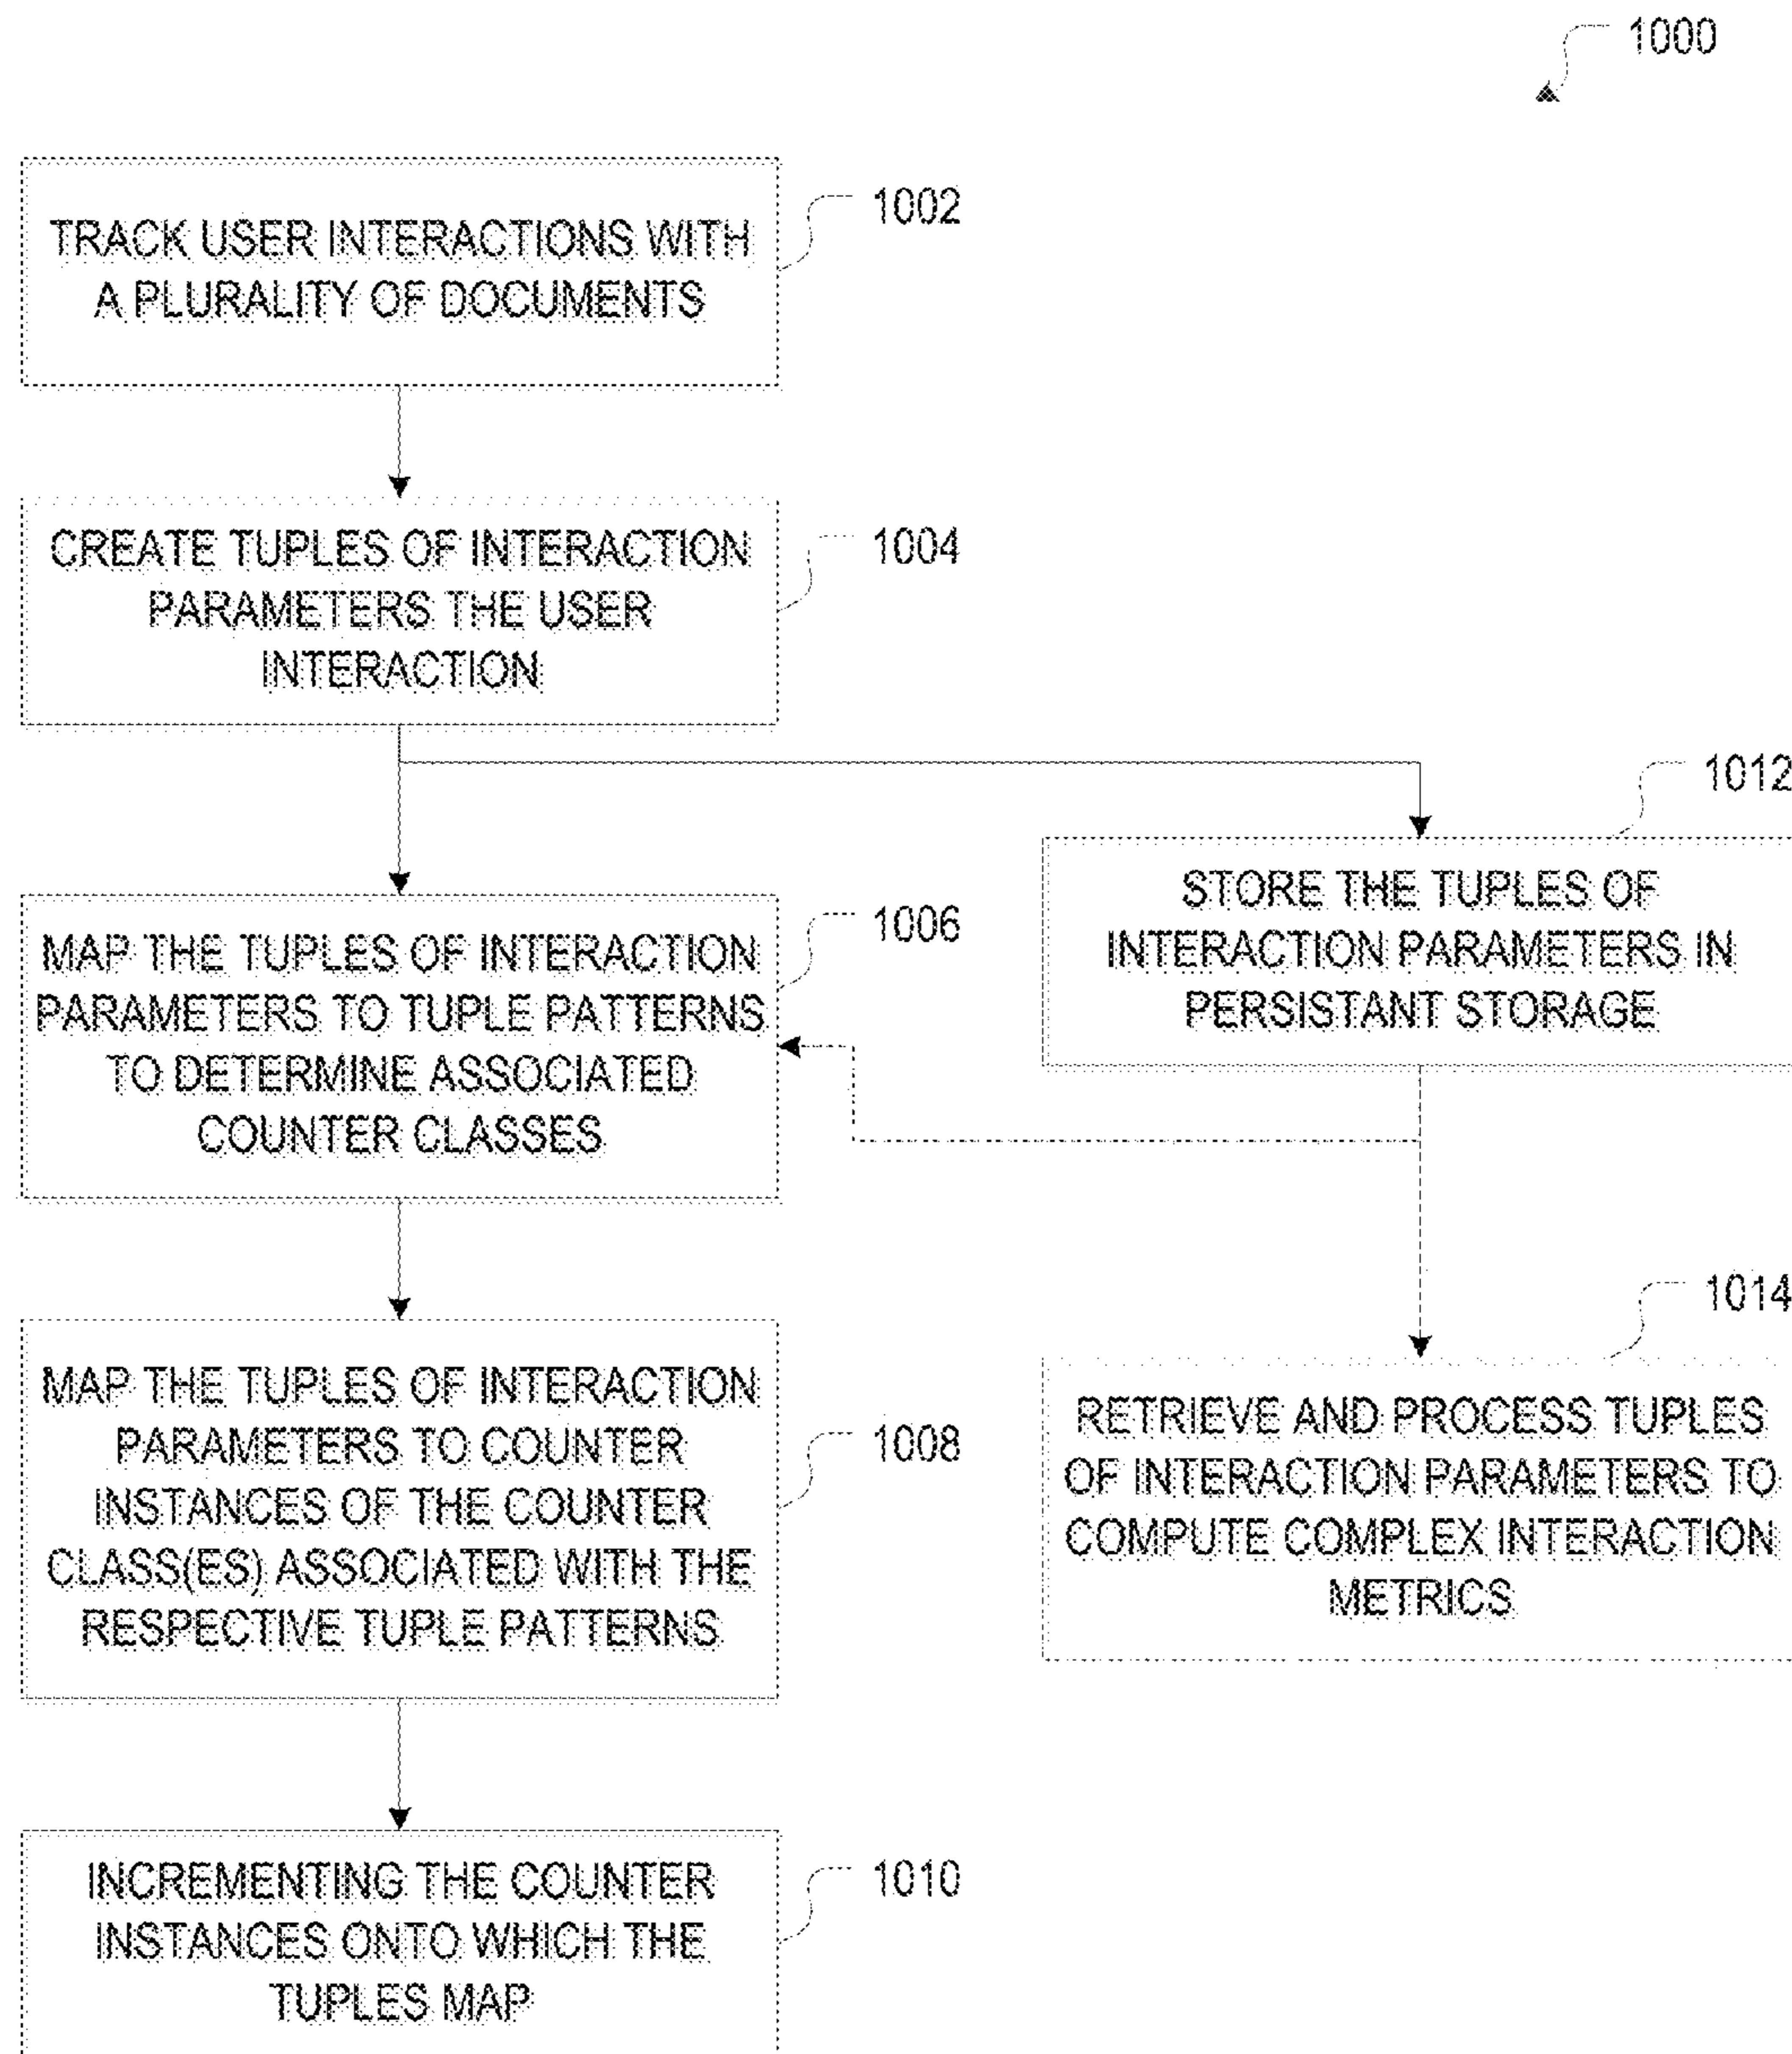 1000
TRACK USER INTERACTIONS WITH
A PLURALITY OF DOCUMENTS
1002
CREATE TUPLES OF INTERACTION
PARAMETERS THE USER
INTERACTION
1004
MAP THE TUPLES OF INTERACTION
PARAMETERS TO TUPLE PATTERNS
TO DETERMINE ASSOCIATED
COUNTER CLASSES
1006
STORE THE TUPLES OF
INTERACTION PARAMETERS IN
PERSISTANT STORAGE
1012
MAP THE TUPLES OF INTERACTION
PARAMETERS TO COUNTER
INSTANCES OF THE COUNTER
CLASS(ES) ASSOCIATED WITH THE
RESPECTIVE TUPLE PATTERNS
1008
RETRIEVE AND PROCESS TUPLES
OF INTERACTION PARAMETERS TO
COMPUTE COMPLEX INTERACTION
METRICS
1014
INCREMENTING THE COUNTER
INSTANCES ONTO WHICH THE
TUPLES MAP
1010